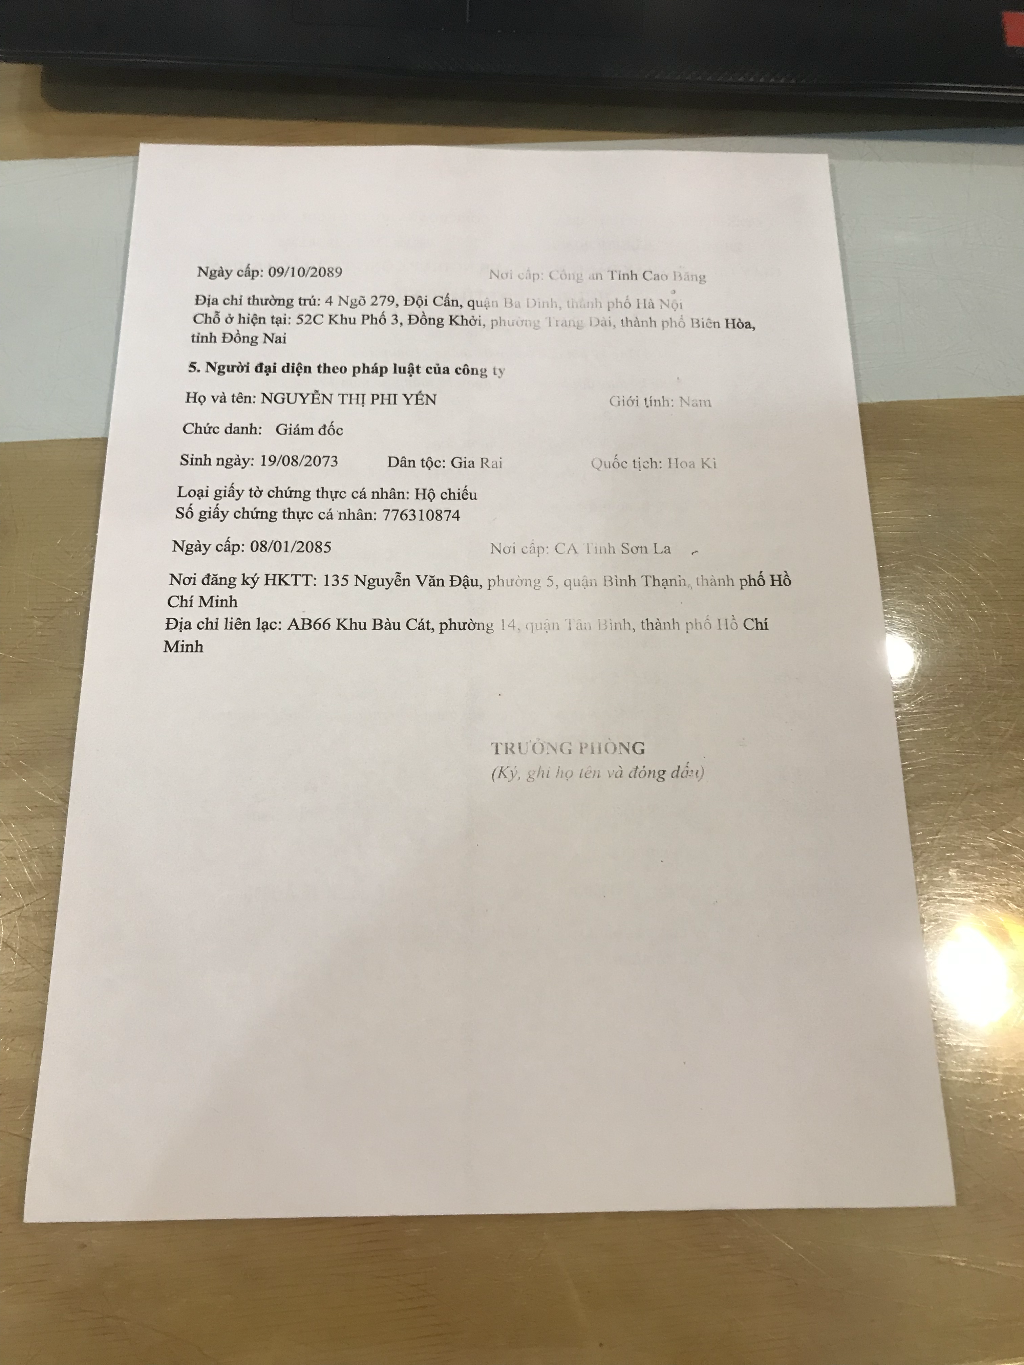 Ngày cấp: 09/10/2089 Nơi cấp: Công an Tỉnh Cao Bằng
Địa chỉ thường trú: 4 Ngõ 279, Đội Cấn, quận Ba Đình, thành phố Hà Nội
Chỗ ở hiện tại: 52C Khu Phố 3, Đồng Khởi, phường Trang Dài, thành phố Biên Hòa,
tỉnh Đồng Nai
5. Người đại diện theo pháp luật của công ty
Họ và tên: NGUYỄN THỊ PHI YẾN Giới tính: Nam
Chức danh: Giám đốc
Sinh ngày: 19/08/2073 Dân tộc: Gia Rai Quốc tịch: Hoa Kì
Loại giấy tờ chứng thực cá nhân: Hộ chiếu
Số giấy chứng thực cá nhân: 776310874
Ngày cấp: 08/01/2085 Nơi cấp: CA Tỉnh Sơn La
Nơi đăng ký HKTT: 135 Nguyễn Văn Đậu, phường 5, quận Bình Thạnh, thành phố Hồ
Chí Minh
Địa chỉ liên lạc: AB66 Khu Bàu Cát, phường 14, quận Tân Bình, thành phố Hồ Chí
Minh
TRƯỞNG PHÒNG
(Ký, ghi họ tên và đóng dấu)